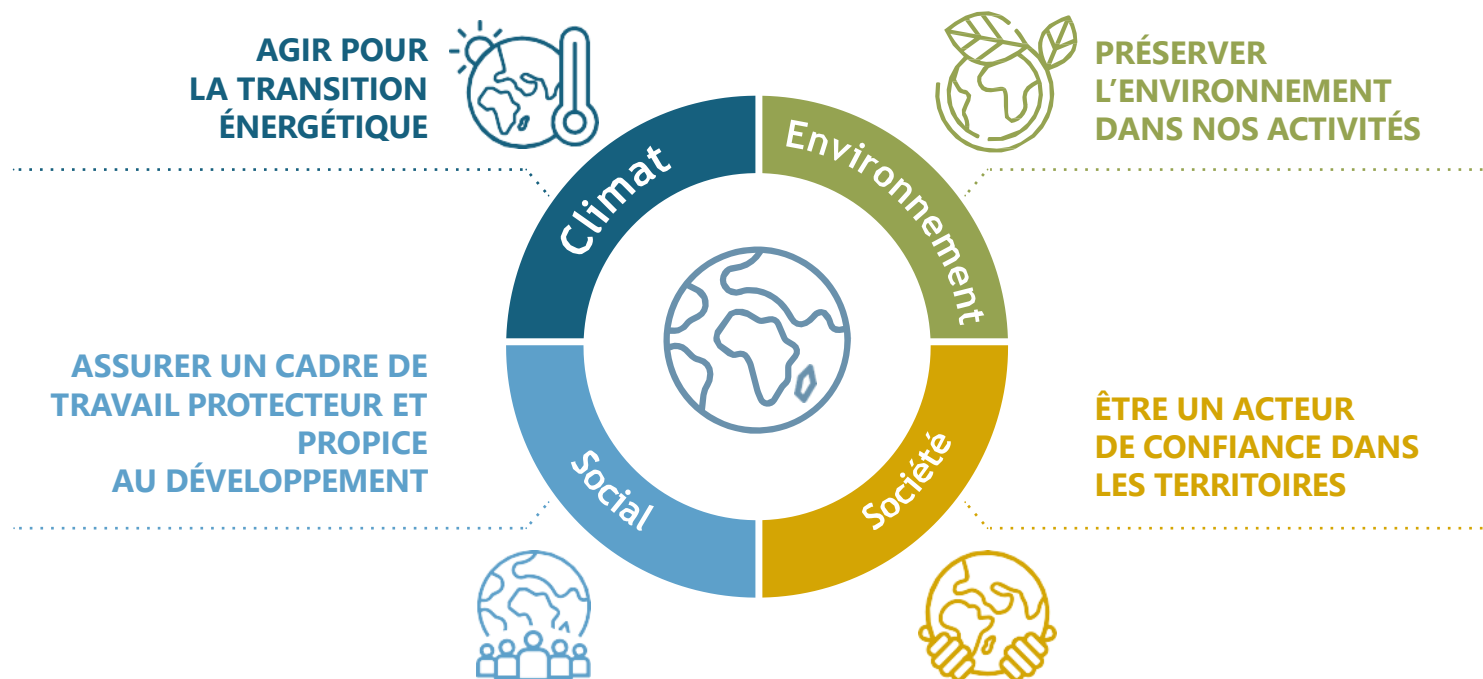 AGIR POUR
LA TRANSITION
ÉNERGÉTIQUE
PRÉSERVER
L’ENVIRONNEMENT
DANS NOS ACTIVITÉS
Climat
Environnement
ASSURER UN CADRE DE
TRAVAIL PROTECTEUR ET
PROPICE
AU DÉVELOPPEMENT
ÊTRE UN ACTEUR
DE CONFIANCE DANS
LES TERRITOIRES
Social
Société